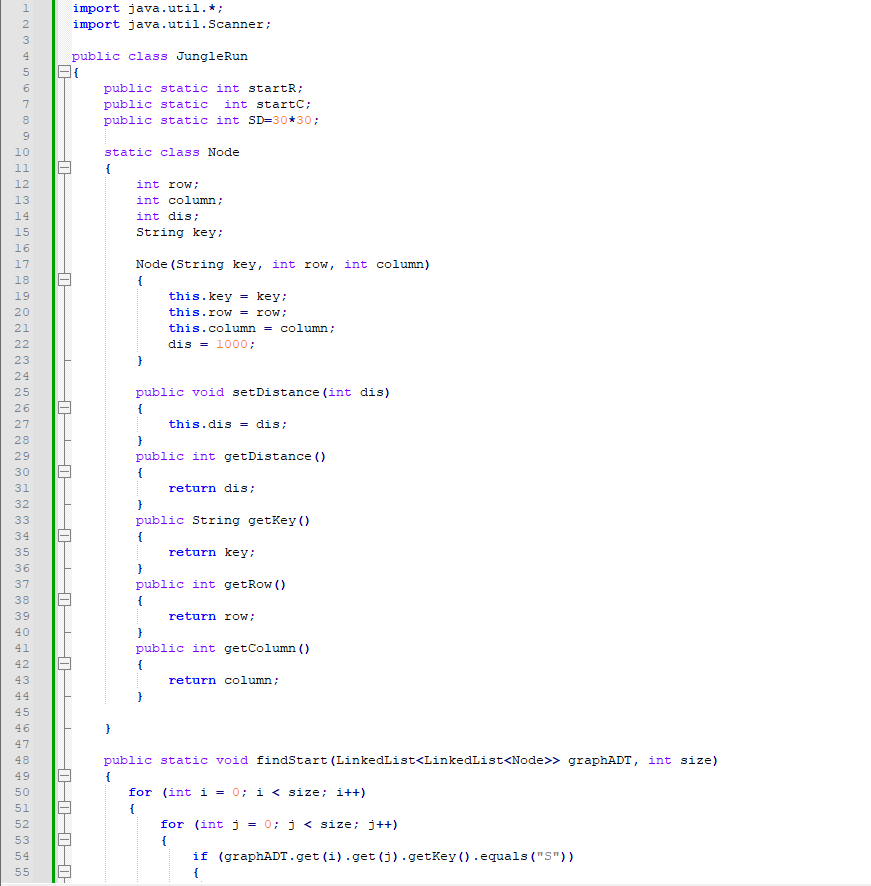 1 import java.util.*;
2 import java.util.Scanner;
3
4 public class JungleRun
5 {
6 public static int startR;
7 public static  int startC;
8 public static int SD=30*30;
9
10 static class Node
11 {
12 int row;
13 int column;
14 int dis;
15 String key;
16
17 Node(String key, int row, int column)
18 {
19 this.key = key;
20 this.row = row;
21 this.column = column;
22 dis = 1000;
23 }
24
25 public void setDistance(int dis)
26 {
27 this.dis = dis;
28 }
29 public int getDistance()
30 {
31 return dis;
32 }
33 public String getKey()
34 {
35 return key;
36 }
37 public int getRow()
38 {
39 return row;
40 }
41 public int getColumn()
42 {
43 return column;
44 }
45
46 }
47
48 public static void findStart(LinkedList<LinkedList<Node>> graphADT, int size)
49 {
50 for (int i = 0; i < size; i++)
51 {
52 for (int j = 0; j < size; j++)
53 {
54 if (graphADT.get(i).get(j).getKey().equals("S"))
55 {